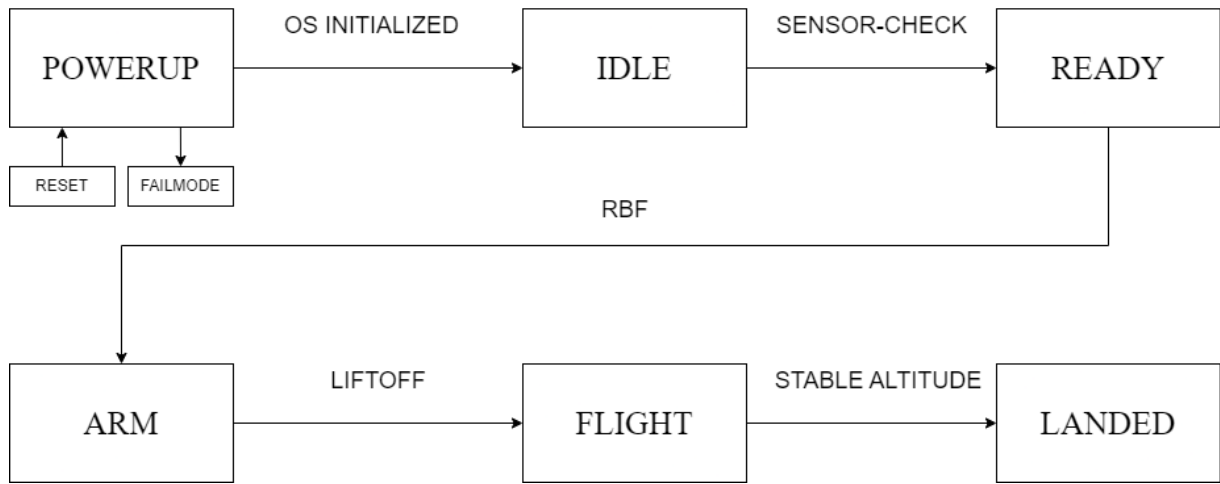 OS INITIALIZED
SENSOR-CHECK
POWERUP
IDLE
READY
RESET
FAILMODE
RBF
LIFTOFF
STABLE ALTITUDE
ARM
FLIGHT
LANDED